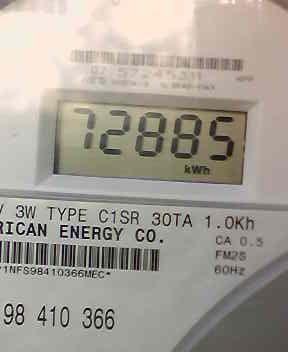 72885
kWh
3W TYPE C1SR 30TA 1.0Kh
RICAN ENERGY CO.
CA 0.5
FM2S
60Hz
1NFS98410366MEC*
98 410 366